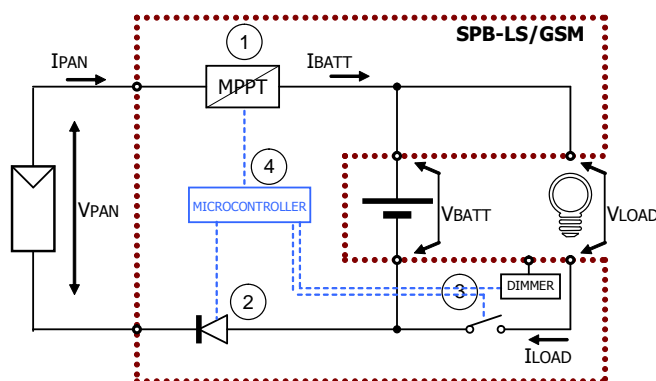 1
SPB-LS/GSM
IPAN
IBATT
MPPT
4
MICROCONTROLLER
VPAN
VBATT
VLOAD
2
3
DIMMER
ILOAD